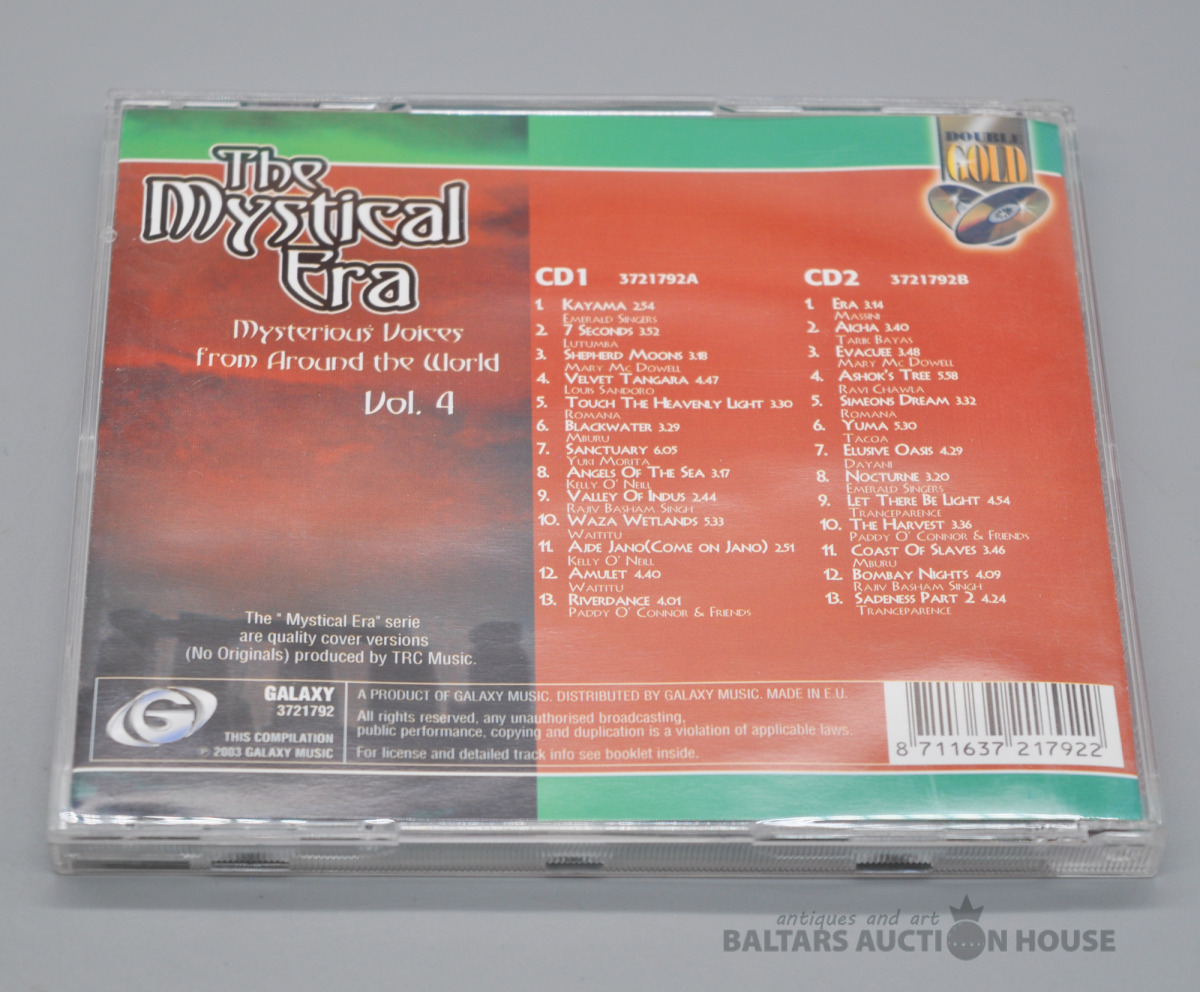 The
Mystical
Era
Mysterious Voices
from Around the World
Vol. 4
DOUBLE
GOLD
CD1 3721792A
1. KAYAMA 2.54
EMERALD SINGERS
2. 7 SECONDS 3.52
LUTUMBA
3. SHEPHERD MOONS 3.18
MARY MC DOWELL
4. VELVET TANGARA 4.47
LOUIS SANDORO
5. TOUCH THE HEAVENLY LIGHT 3.30
ROMANA
6. BLACKWATER 3.29
MBURU
7. SANCTUARY 6.05
YUKI MORITA
8. ANGELS OF THE SEA 3.17
KELLY O' NEILL
9. VALLEY OF INDUS 2.44
RAJIV BASHAM SINGH
10. WAZA WETLANDS 5.33
WAITITU
11. AJDE JANO(COME ON JANO) 2.51
KELLY O' NEILL
12. AMULET 4.40
WAITITU
13. RIVERDANCE 4.01
PADDY O' CONNOR & FRIENDS
CD2 3721792B
1. ERA 3.14
MASSINI
2. AICHA 3.40
TARIK BAYAS
3. EVACUEE 3.48
MARY MC DOWELL
4. ASHOK'S TREE 5.58
RAVI CHAWLA
5. SIMEONS DREAM 3.32
ROMANA
6. YUMA 5.30
TACOA
7. ELUSIVE OASIS 4.29
DAYANI
8. NOCTURNE 3.20
EMERALD SINGERS
9. LET THERE BE LIGHT 4.54
TRANCEPARENCE
10. THE HARVEST 3.36
PADDY O' CONNOR & FRIENDS
11. COAST OF SLAVES 3.46
MBURU
12. BOMBAY NIGHTS 4.09
RAJIV BASHAM SINGH
13. SADENESS PART 2 4.24
TRANCEPARENCE
The " Mystical Era" serie
are quality cover versions
(No Originals) produced by TRC Music.
G
GALAXY
3721792
THIS COMPILATION
℗ 2003 GALAXY MUSIC
A PRODUCT OF GALAXY MUSIC. DISTRIBUTED BY GALAXY MUSIC. MADE IN E.U.
All rights reserved, any unauthorised broadcasting,
public performance, copying and duplication is a violation of applicable laws.
For license and detailed track info see booklet inside.
8 711637 217922
antiques and art
BALTARS AUCTION HOUSE